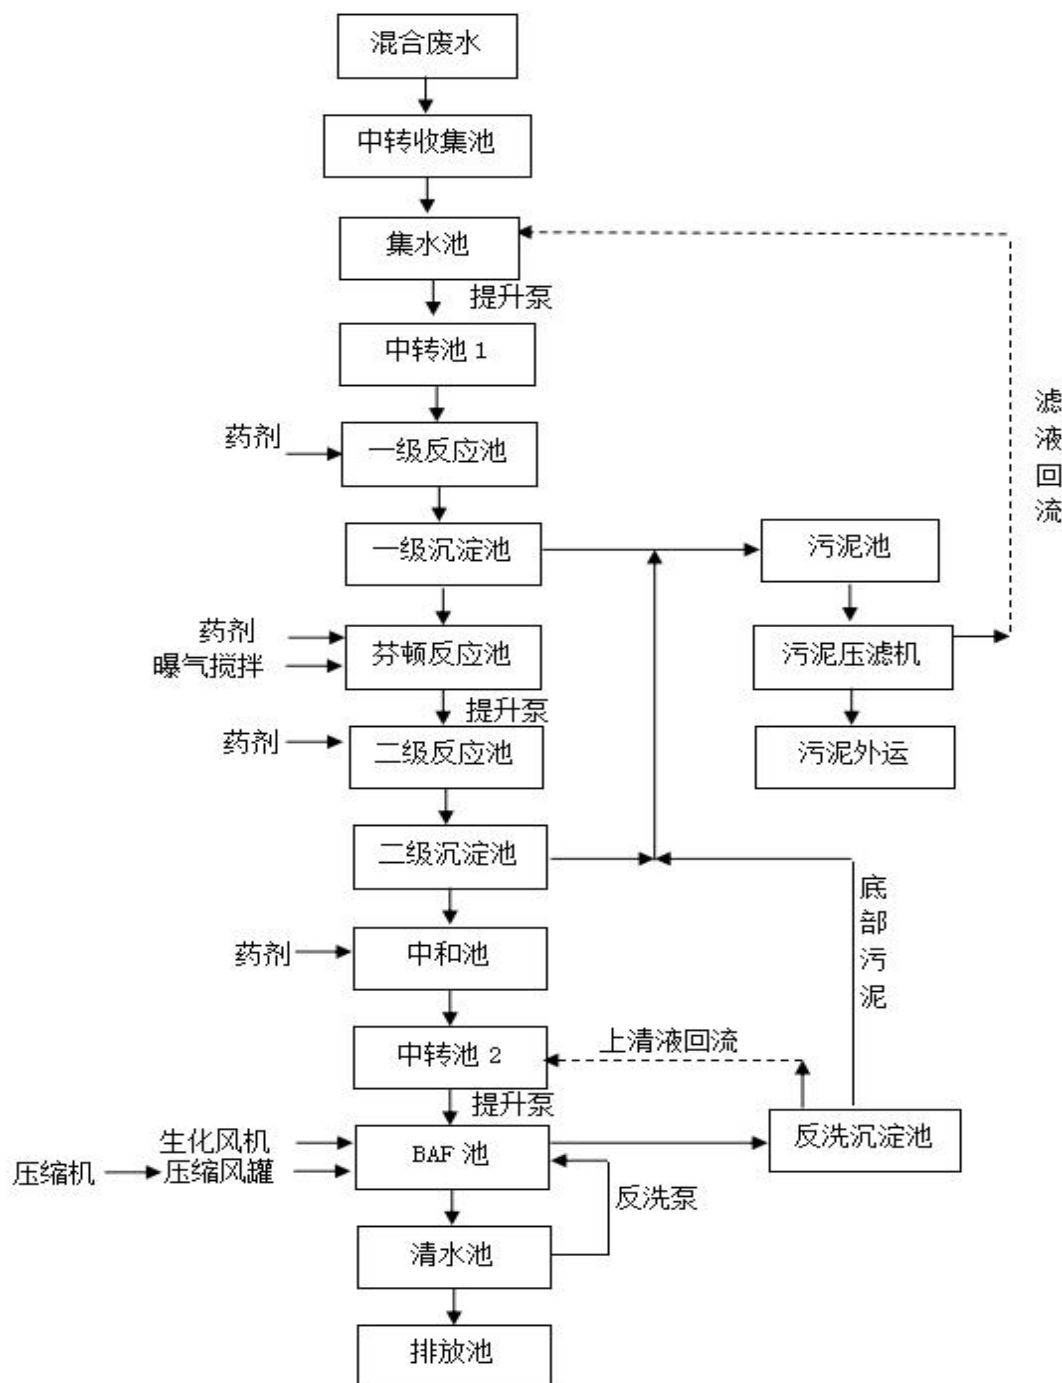 混合废水
中转收集池
集水池
提升泵
中转池 1
药剂
一级反应池
滤液回流
一级沉淀池
污泥池
药剂
曝气搅拌
芬顿反应池
污泥压滤机
提升泵
药剂
二级反应池
污泥外运
二级沉淀池
底部污泥
药剂
中和池
中转池 2
上清液回流
提升泵
生化风机
压缩机
压缩风罐
BAF 池
反洗沉淀池
反洗泵
清水池
排放池